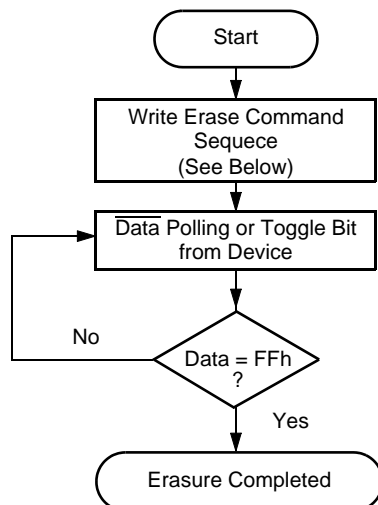 Start
Write Erase Command
Sequece
(See Below)
Data Polling or Toggle Bit
from Device
No
Data = FFh
?
Yes
Erasure Completed